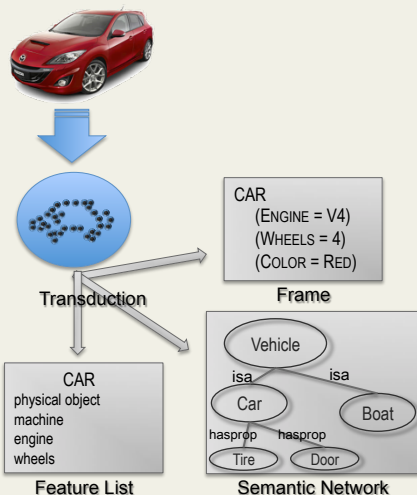 Transduction
CAR
(ENGINE = V4)
(WHEELS = 4)
(COLOR = RED)
Frame
CAR
physical object
machine
engine
wheels
Feature List
Vehicle
isa
isa
Car
Boat
hasprop
hasprop
Tire
Door
Semantic Network